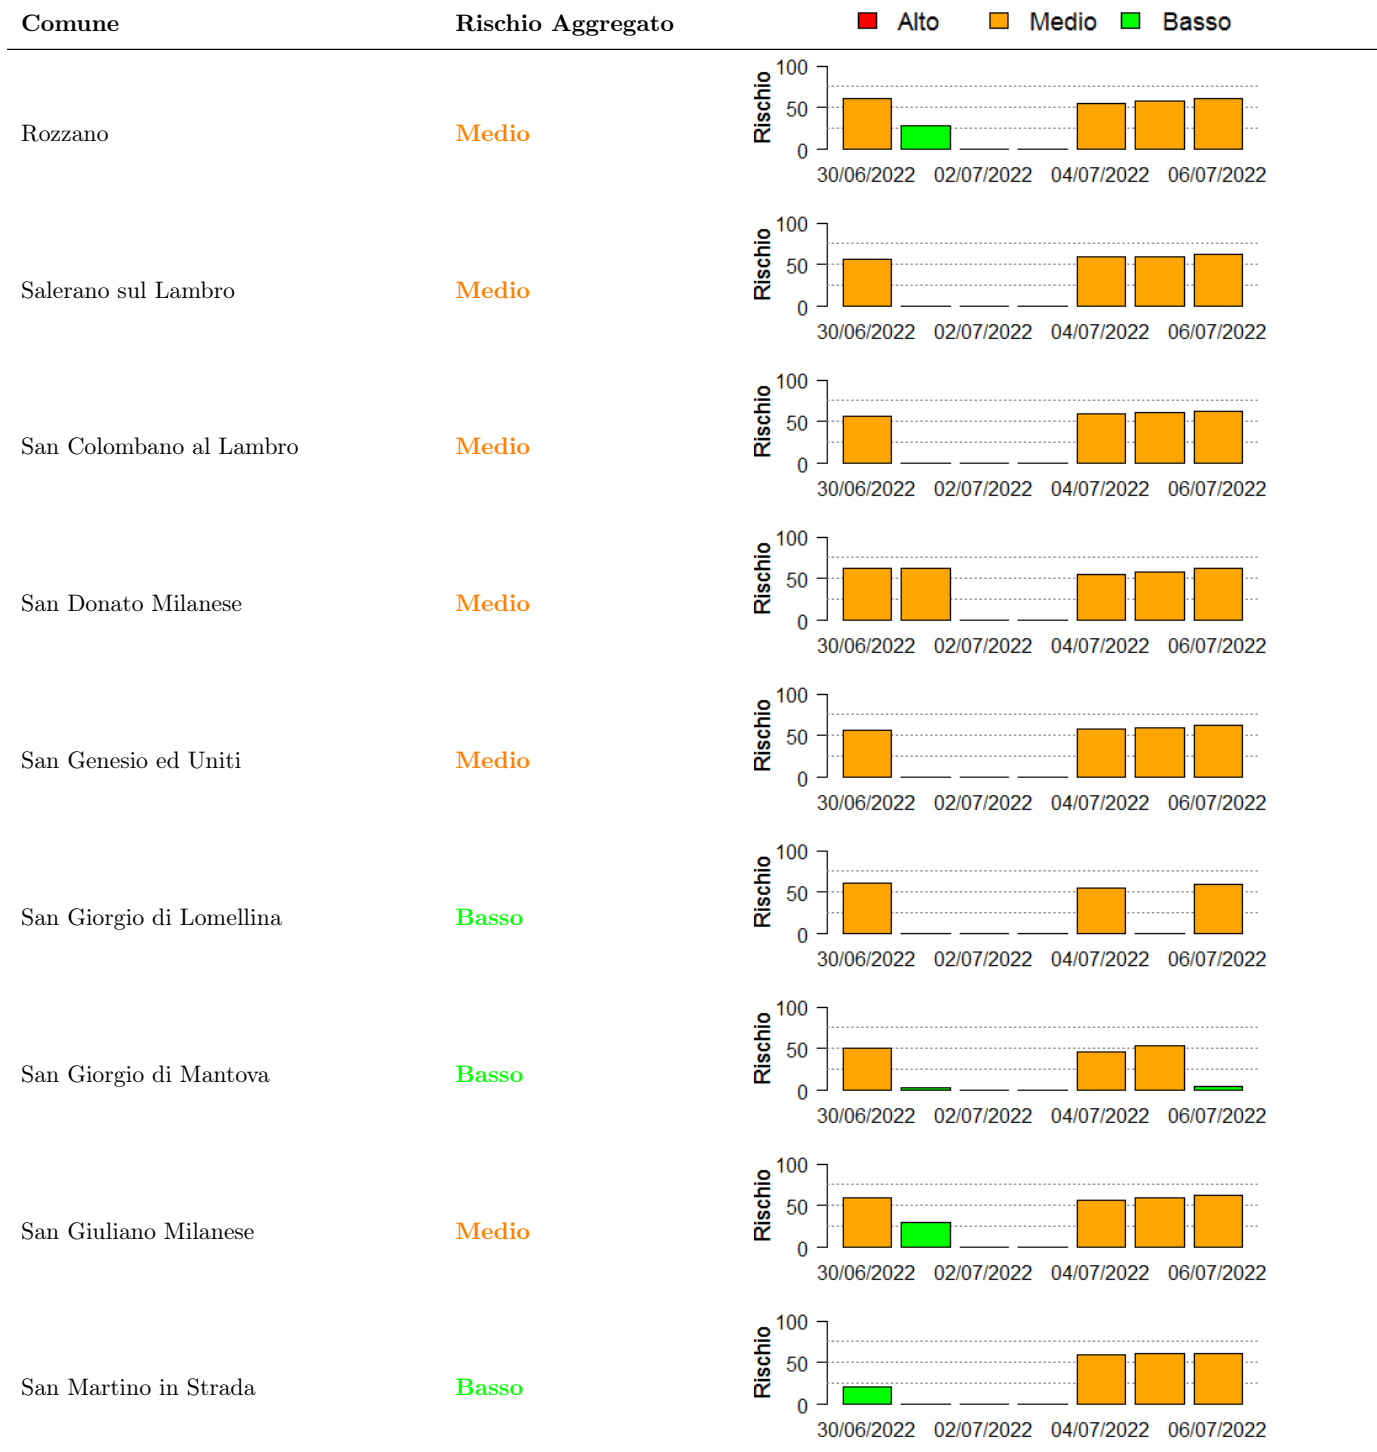 Comune Rischio Aggregato Alto Medio Basso
Rozzano Medio
Rischio
100
50
0
30/06/2022 02/07/2022 04/07/2022 06/07/2022
Salerano sul Lambro Medio
Rischio
100
50
0
30/06/2022 02/07/2022 04/07/2022 06/07/2022
San Colombano al Lambro Medio
Rischio
100
50
0
30/06/2022 02/07/2022 04/07/2022 06/07/2022
San Donato Milanese Medio
Rischio
100
50
0
30/06/2022 02/07/2022 04/07/2022 06/07/2022
San Genesio ed Uniti Medio
Rischio
100
50
0
30/06/2022 02/07/2022 04/07/2022 06/07/2022
San Giorgio di Lomellina Basso
Rischio
100
50
0
30/06/2022 02/07/2022 04/07/2022 06/07/2022
San Giorgio di Mantova Basso
Rischio
100
50
0
30/06/2022 02/07/2022 04/07/2022 06/07/2022
San Giuliano Milanese Medio
Rischio
100
50
0
30/06/2022 02/07/2022 04/07/2022 06/07/2022
San Martino in Strada Basso
Rischio
100
50
0
30/06/2022 02/07/2022 04/07/2022 06/07/2022